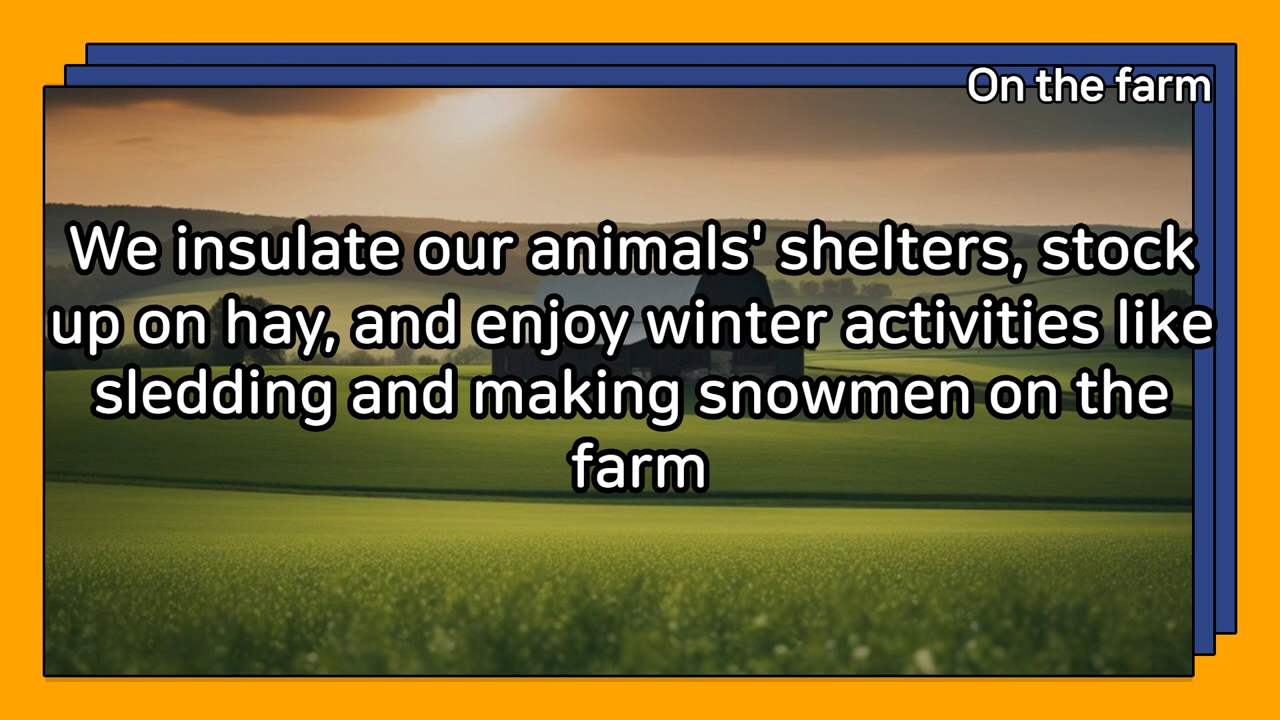 On the farm
We insulate our animals' shelters, stock
up on hay, and enjoy winter activities like
sledding and making snowmen on the
farm